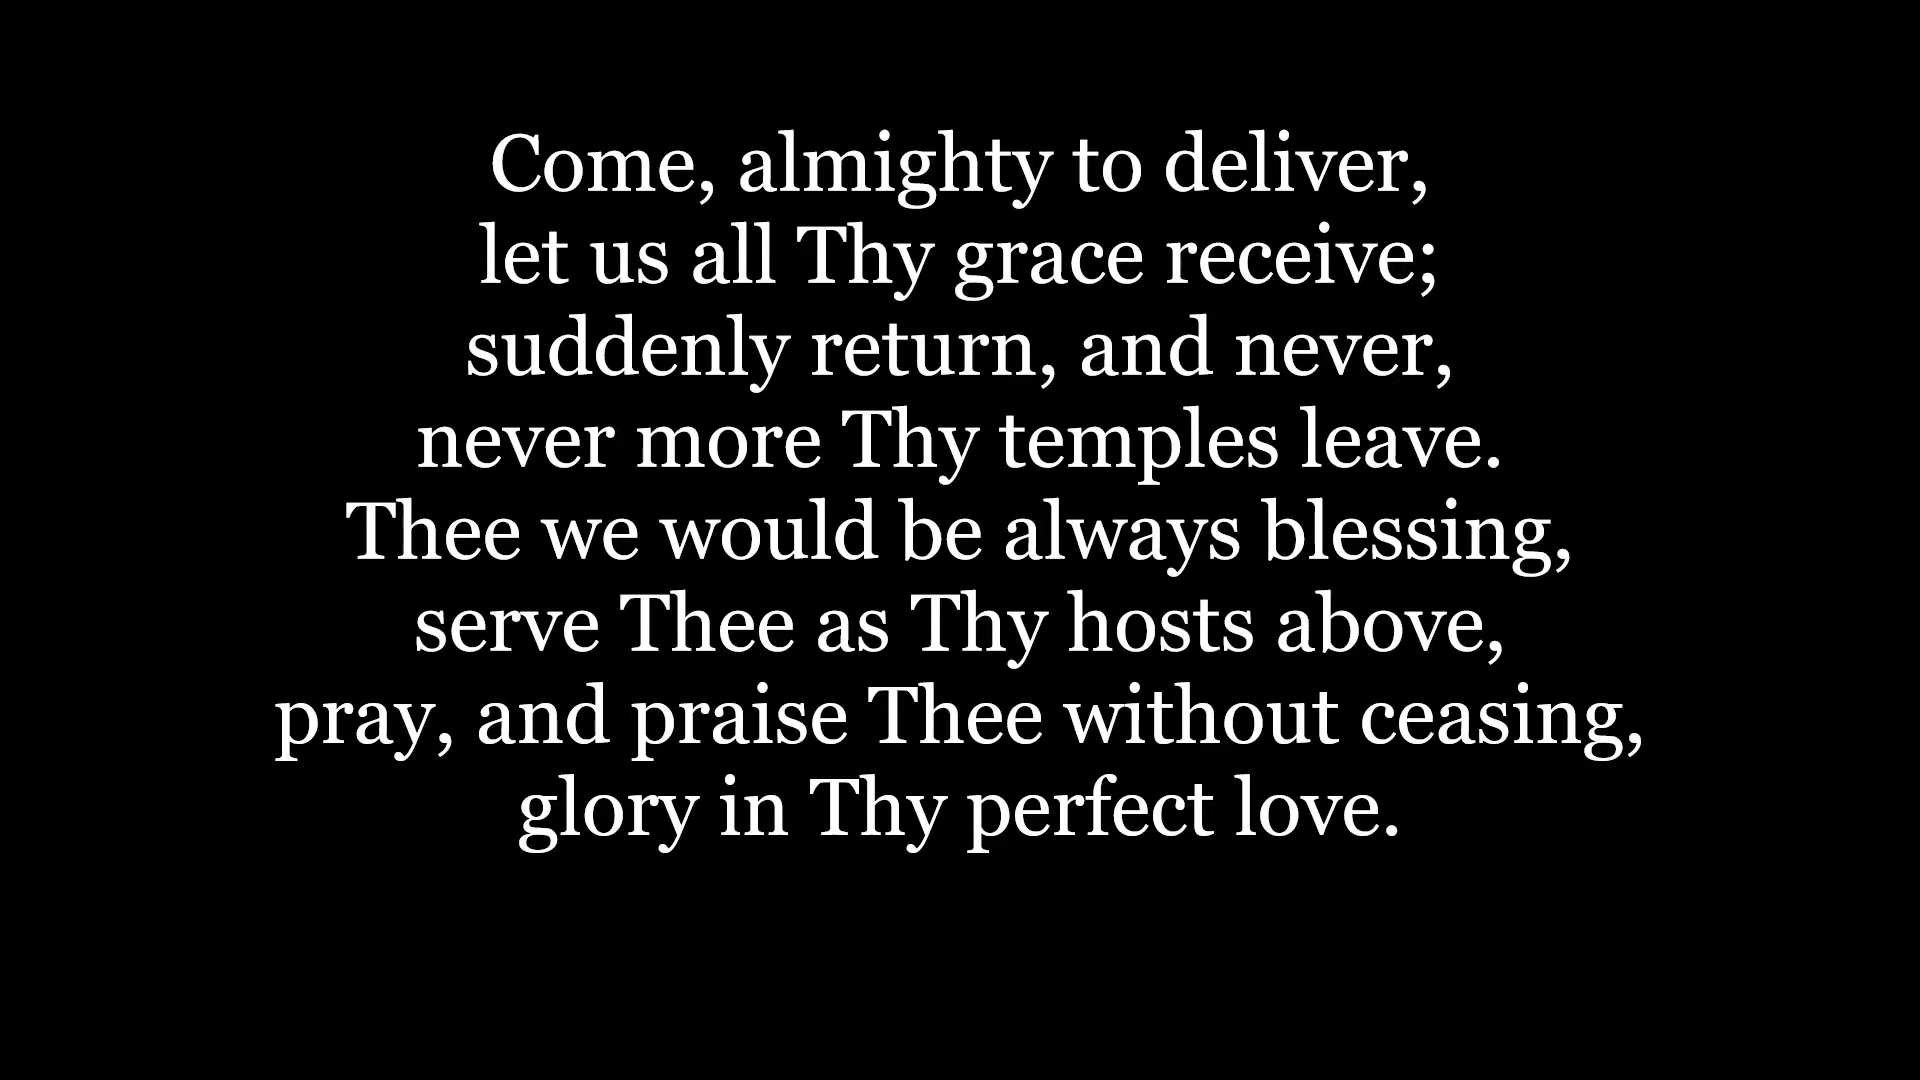 Come, almighty to deliver,
let us all Thy grace receive;
suddenly return, and never,
never more Thy temples leave.
Thee we would be always blessing,
serve Thee as Thy hosts above,
pray, and praise Thee without ceasing,
glory in Thy perfect love.